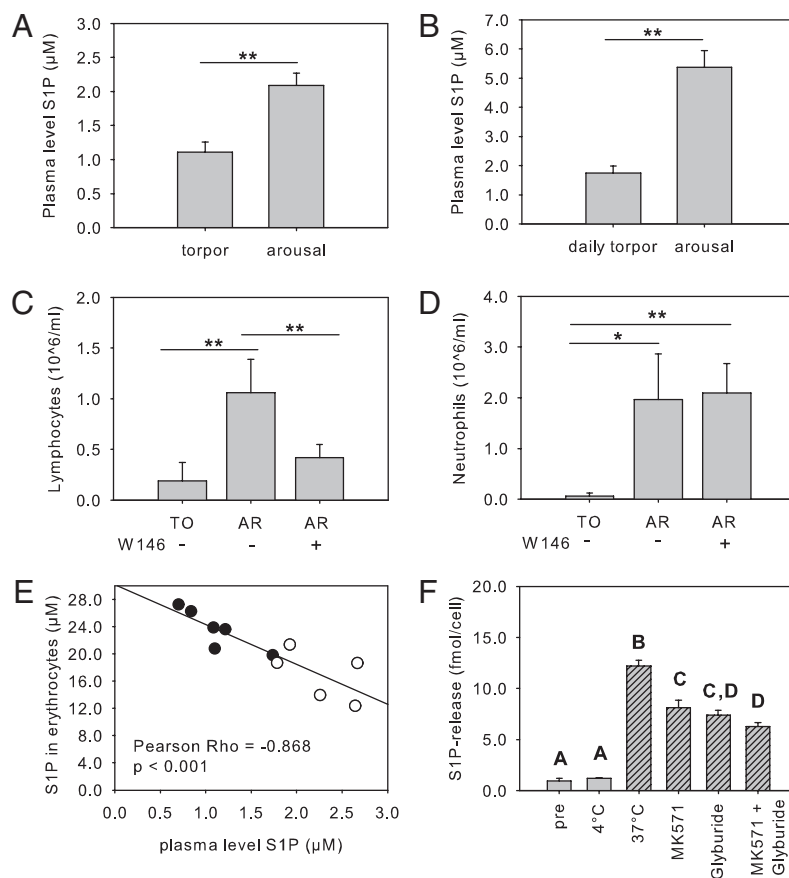 A
Plasma level S1P (µM)
3.0
2.5
2.0
1.5
1.0
0.5
0.0
**
torpor arousal
B
Plasma level S1P (µM)
7.0
6.0
5.0
4.0
3.0
2.0
1.0
0.0
**
daily torpor arousal
C
Lymphocytes (10^6/ml)
2.0
1.5
1.0
0.5
0.0
** **
TO AR AR
W146 - - +
D
Neutrophils (10^6/ml)
4.0
3.0
2.0
1.0
0.0
**
*
TO AR AR
W146 - - +
E
S1P in erythrocytes (µM)
28.0
24.0
20.0
16.0
12.0
8.0
4.0
0.0
Pearson Rho = -0.868
p < 0.001
0.0 0.5 1.0 1.5 2.0 2.5 3.0
plasma level S1P (µM)
F
S1P-release (fmol/cell)
20.0
15.0
10.0
5.0
0.0
A A B C C,D D
pre
4°C
37°C
MK571
Glyburide
MK571 +
Glyburide